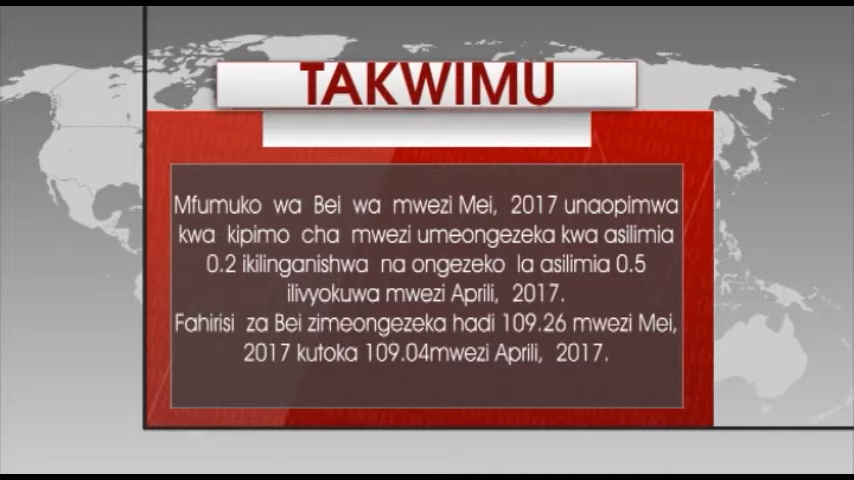 TAKWIMU
Mfumuko wa Bei wa mwezi Mei, 2017 unaopimwa
kwa kipimo cha mwezi umeongezeka kwa asilimia
0.2 ikilinganishwa na ongezeko la asilimia 0.5
ilivyokuwa mwezi Aprili, 2017.
Fahirisi za Bei zimeongezeka hadi 109.26 mwezi Mei,
2017 kutoka 109.04mwezi Aprili, 2017.